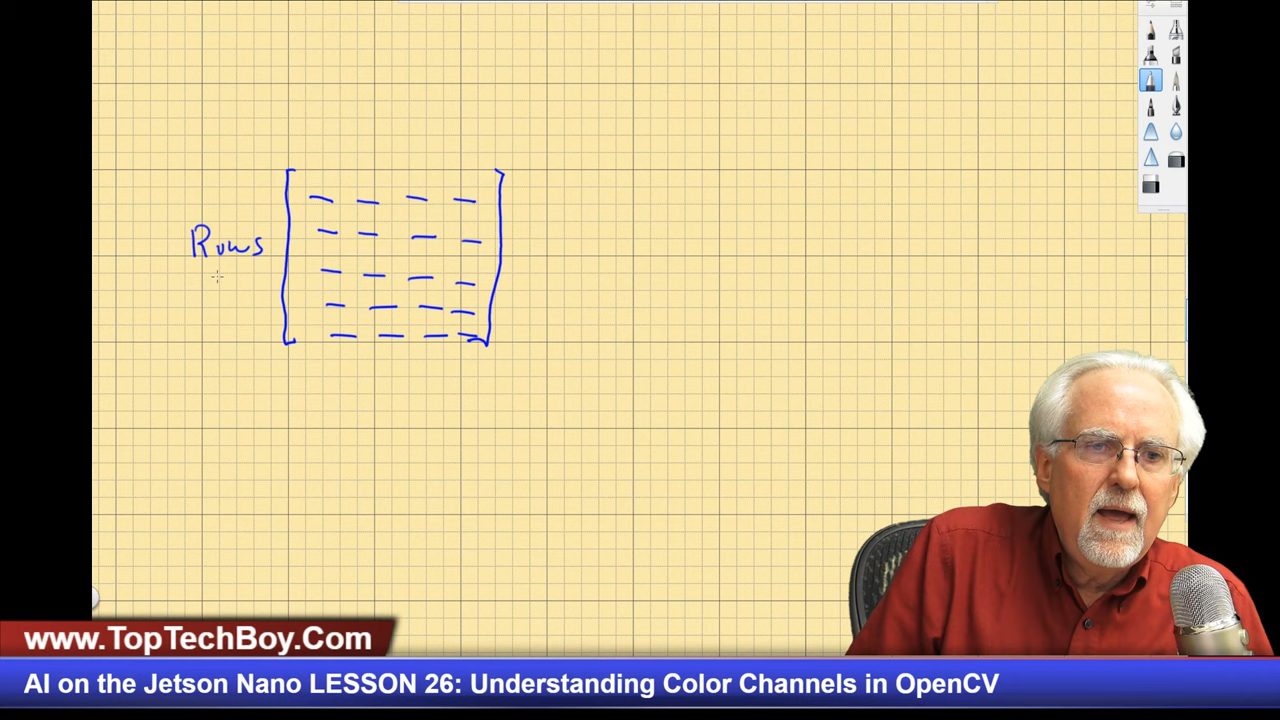 Rows
www.TopTechBoy.Com
AI on the Jetson Nano LESSON 26: Understanding Color Channels in OpenCV